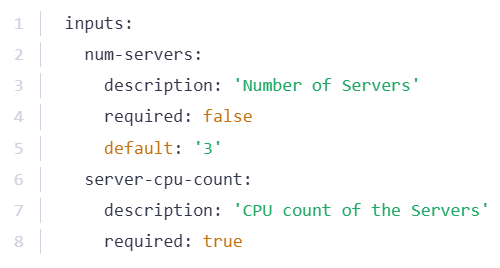 1 inputs:
2 num-servers:
3 description: 'Number of Servers'
4 required: false
5 default: '3'
6 server-cpu-count:
7 description: 'CPU count of the Servers'
8 required: true